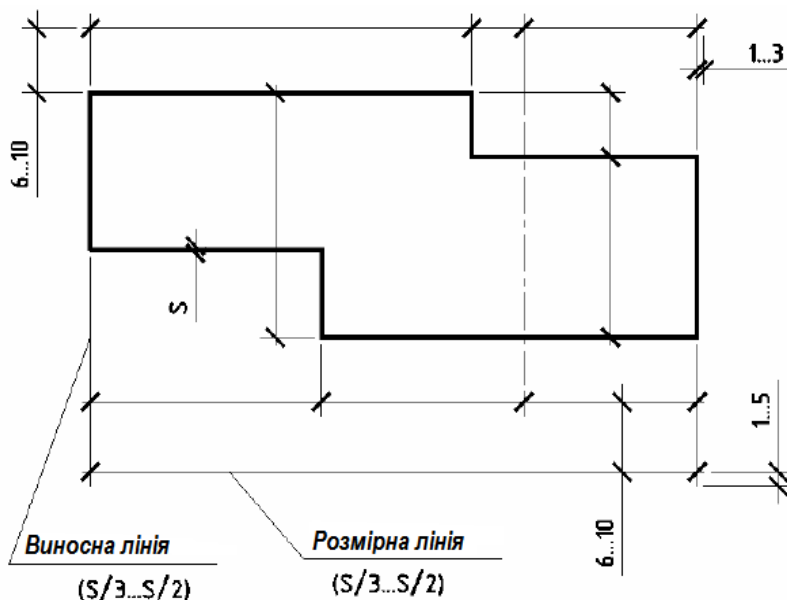 1...3
6...10
S
1...5
6...10
Виносна лінія
(S/3...S/2)
Розмірна лінія
(S/3...S/2)